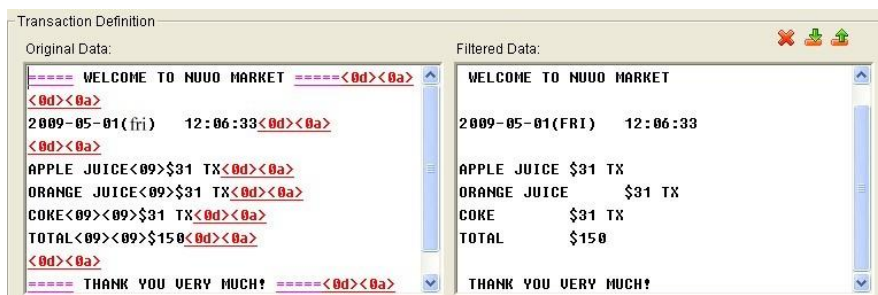 Transaction Definition
Original Data:
===== WELCOME TO NUUO MARKET =====<0d><0a>
<0d><0a>
2009-05-01(fri) 12:06:33<0d><0a>
<0d><0a>
APPLE JUICE<09>$31 TX<0d><0a>
ORANGE JUICE<09>$31 TX<0d><0a>
COKE<09><09>$31 TX<0d><0a>
TOTAL<09><09>$150<0d><0a>
<0d><0a>
===== THANK YOU VERY MUCH! =====<0d><0a>
Filtered Data:
WELCOME TO NUUO MARKET
2009-05-01(FRI) 12:06:33
APPLE JUICE $31 TX
ORANGE JUICE $31 TX
COKE $31 TX
TOTAL $150
THANK YOU VERY MUCH!